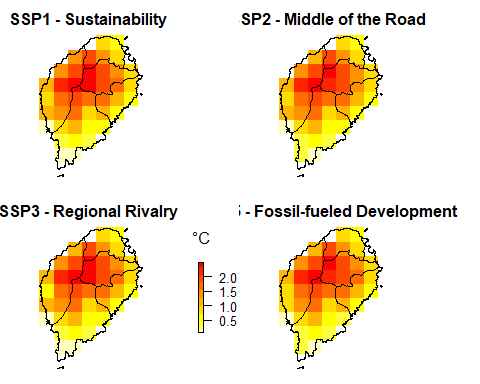 SSP1 - Sustainability
SP2 - Middle of the Road
SSP3 - Regional Rivalry
5 - Fossil-fueled Development
°C
2.0
1.5
1.0
0.5